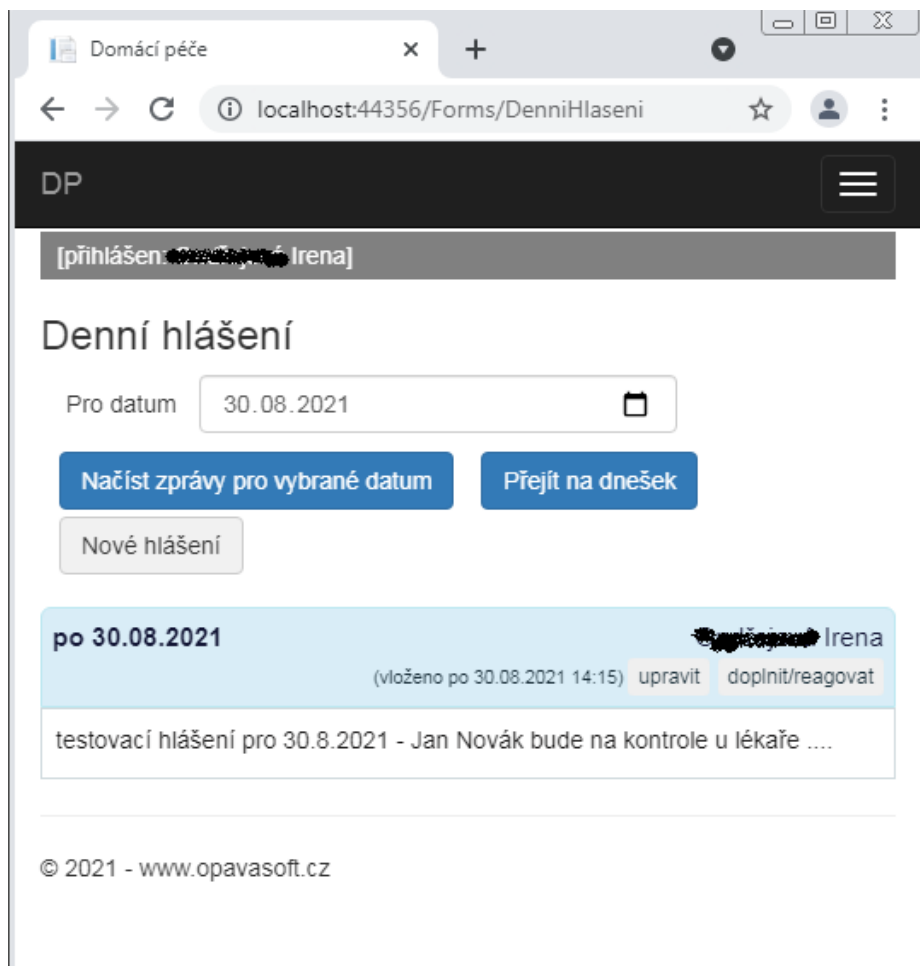 Domácí péče
localhost:44356/Forms/DenniHlaseni
DP
[přihlášen: Irena]
Denní hlášení
Pro datum 30.08.2021
Načíst zprávy pro vybrané datum Přejít na dnešek
Nové hlášení
po 30.08.2021 Irena
(vloženo po 30.08.2021 14:15) upravit doplnit/reagovat
testovací hlášení pro 30.8.2021 - Jan Novák bude na kontrole u lékaře ....
© 2021 - www.opavasoft.cz